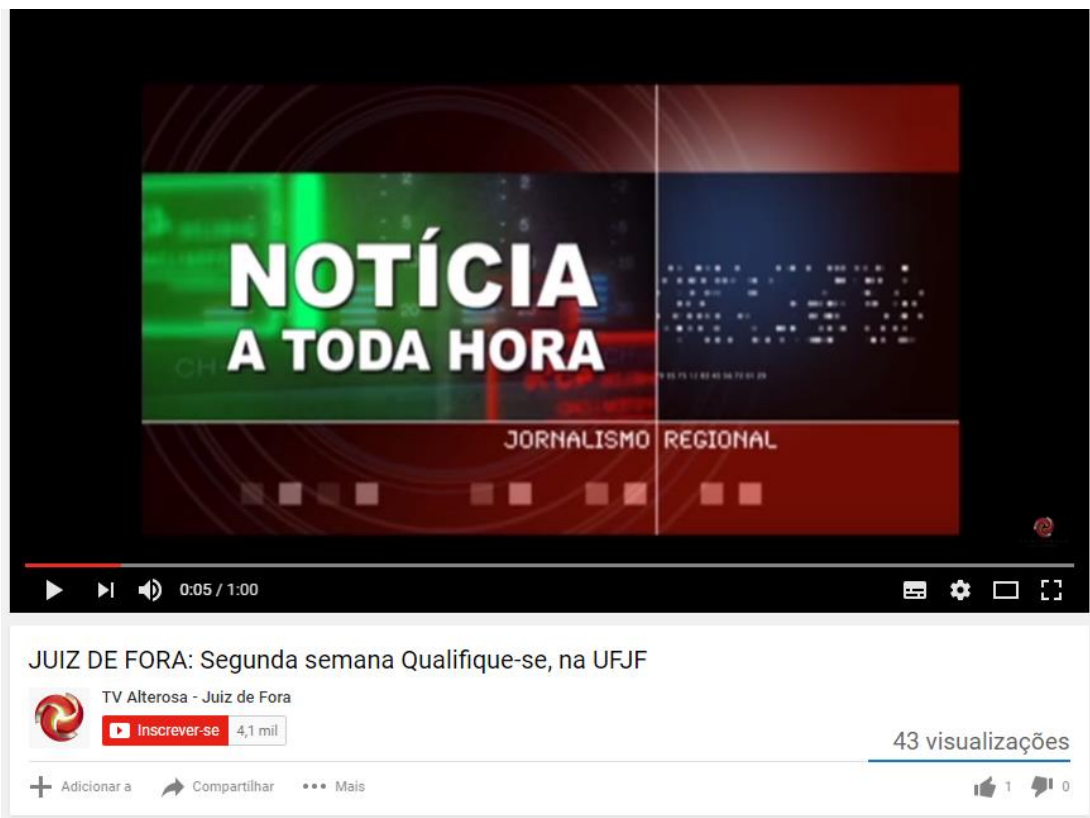 NOTÍCIA
A TODA HORA
JORNALISMO REGIONAL
0:05 / 1:00
JUIZ DE FORA: Segunda semana Qualifique-se, na UFJF
TV Alterosa - Juiz de Fora
Inscrever-se 4,1 mil
43 visualizações
Adicionar a Compartilhar Mais 1 0